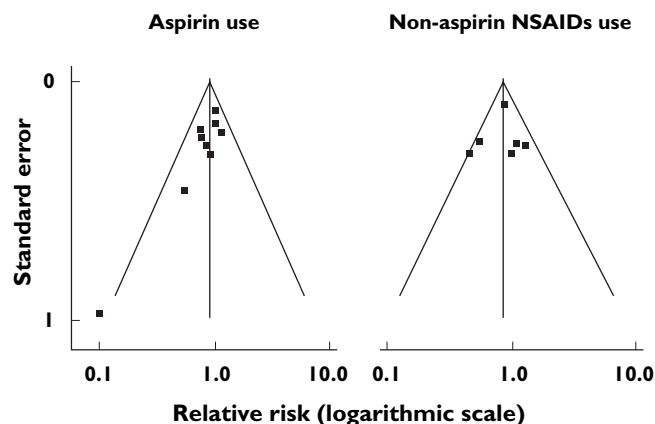 Aspirin use
Non-aspirin NSAIDs use
Standard error
0
1
0.1 1.0 10.0
0.1 1.0 10.0
Relative risk (logarithmic scale)